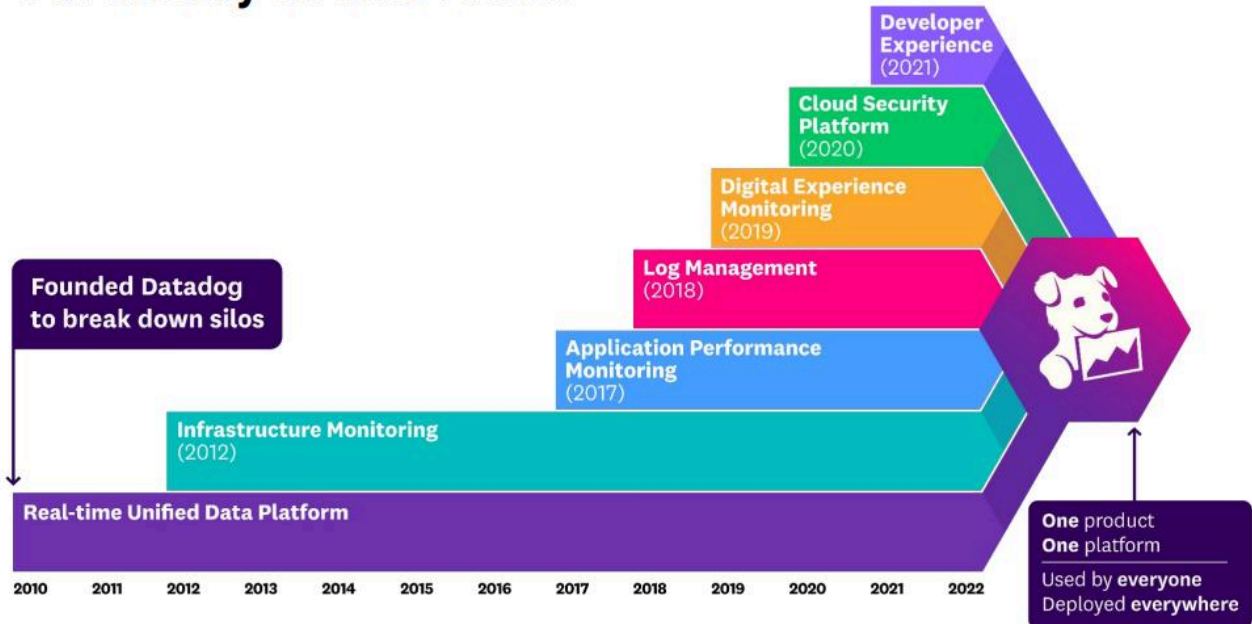 Developer
Experience
(2021)
Cloud Security
Platform
(2020)
Digital Experience
Monitoring
(2019)
Log Management
(2018)
Founded Datadog
to break down silos
Application Performance
Monitoring
(2017)
Infrastructure Monitoring
(2012)
Real-time Unified Data Platform
One product
One platform
Used by everyone
Deployed everywhere
2010 2011 2012 2013 2014 2015 2016 2017 2018 2019 2020 2021 2022